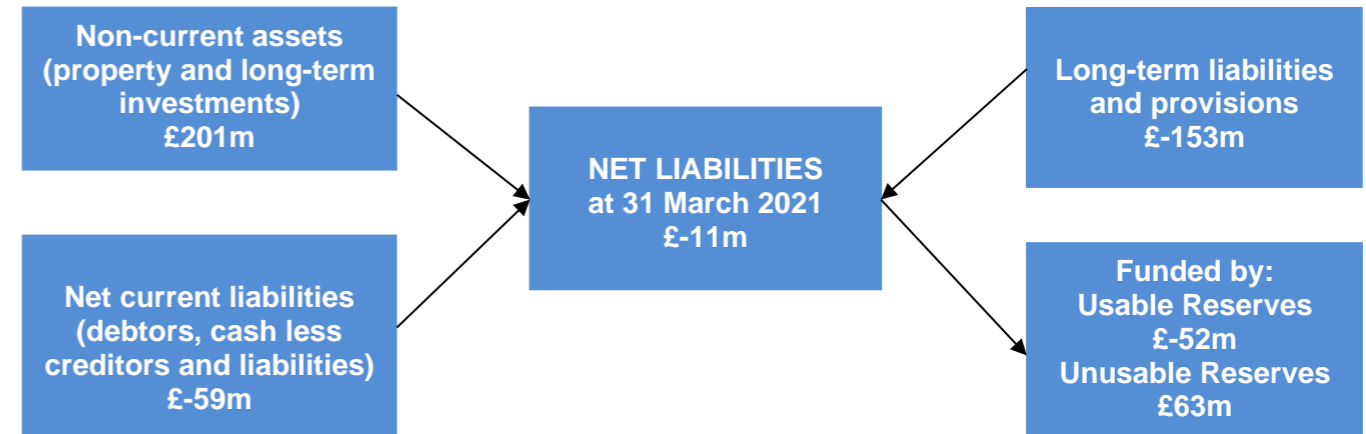 Non-current assets
(property and long-term
investments)
£201m
Net current liabilities
(debtors, cash less
creditors and liabilities)
£-59m
NET LIABILITIES
at 31 March 2021
£-11m
Long-term liabilities
and provisions
£-153m
Funded by:
Usable Reserves
£-52m
Unusable Reserves
£63m